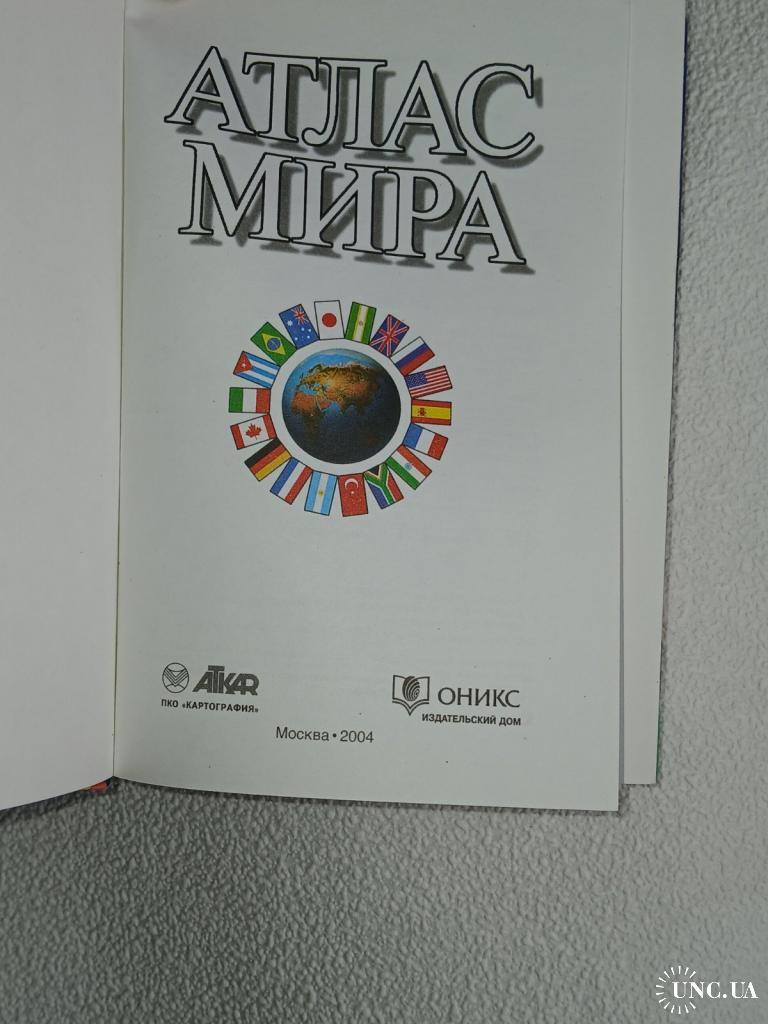 АТЛАС
МИРА
ATKAR
ПКО «КАРТОГРАФИЯ»
ОНИКС
ИЗДАТЕЛЬСКИЙ ДОМ
Москва • 2004
UNC.UA